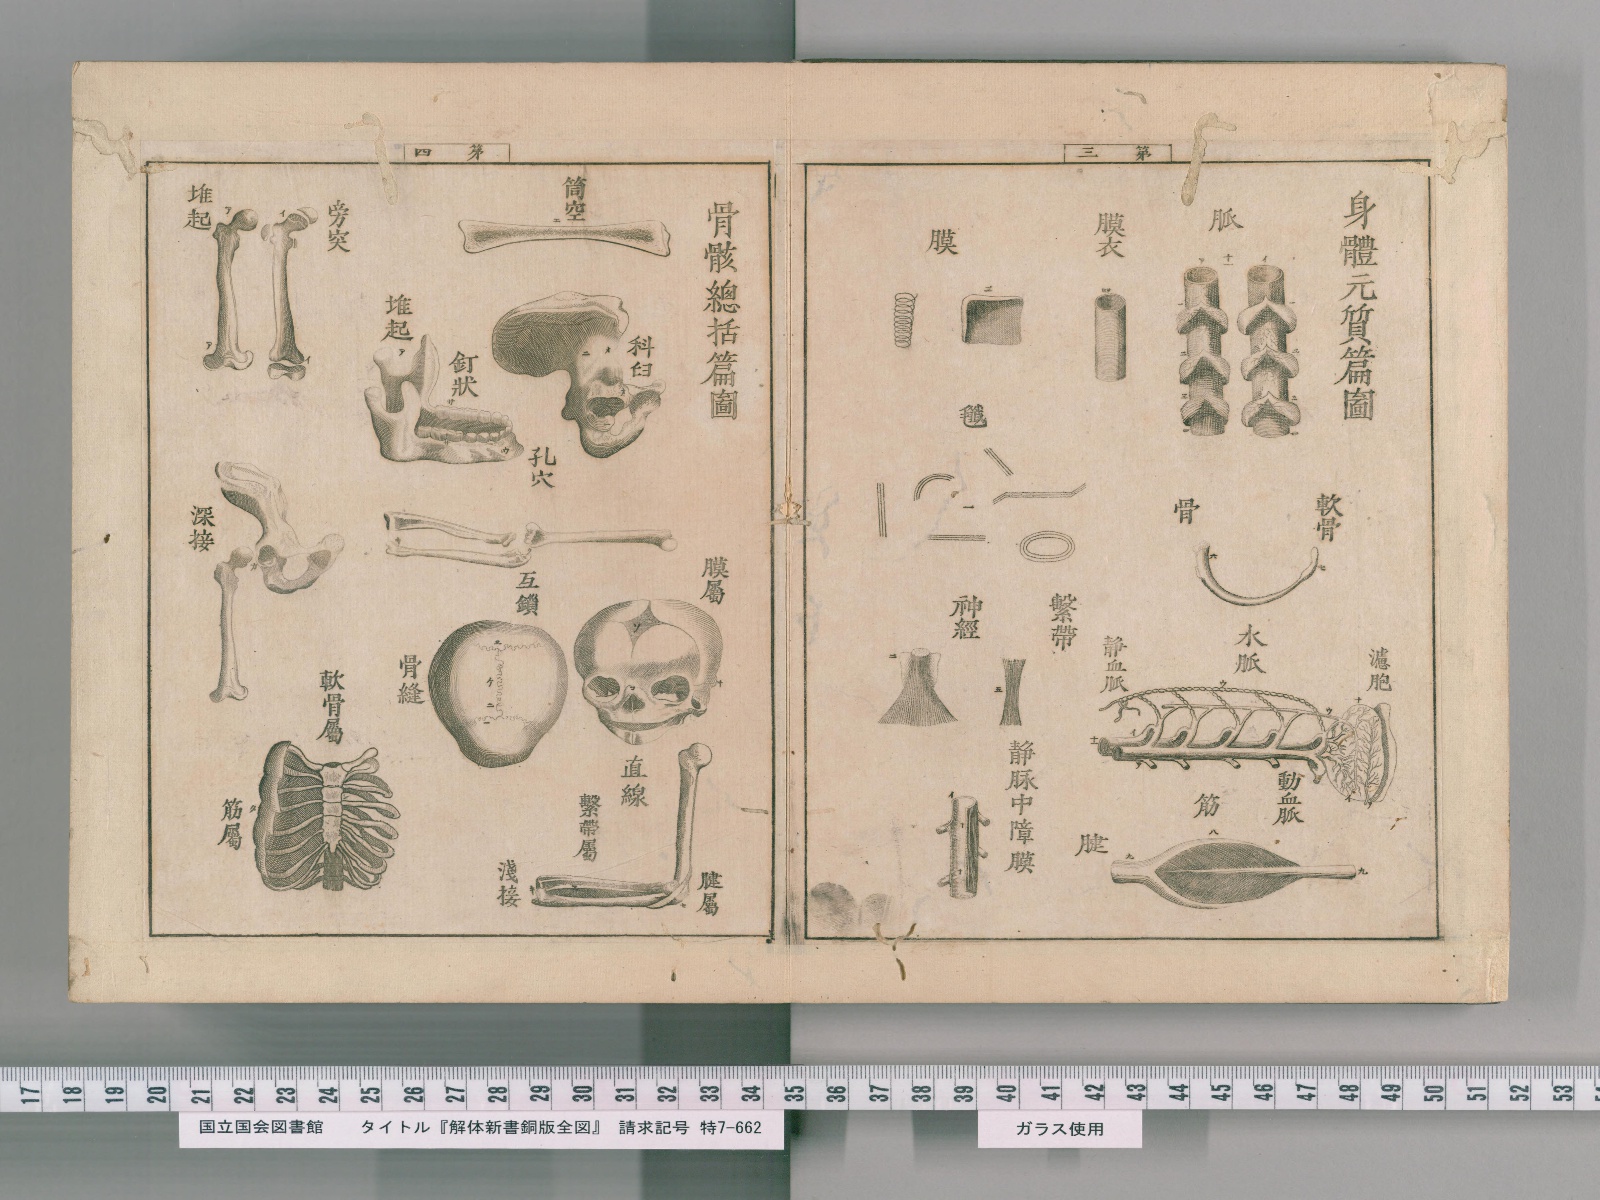 第三
身體元質篇圖
脈
膜衣
膜
軟骨
骨
水脈
濾胞
静血脈
動血脈
筋
腱
繫帶
神經
静脉中障膜
第四
骨骸總括篇圖
筒空
旁突
堆起
科臼
釘狀
堆起
孔穴
深接
互鎖
膜屬
骨縫
直線
軟骨屬
筋屬
繫帶屬
淺接
腱屬
17 18 19 20 21 22 23 24 25 26 27 28 29 30 31 32 33 34 35 36 37 38 39 40 41 42 43 44 45 46 47 48 49 50 51 52 53
国立国会図書館 タイトル『解体新書銅版全図』 請求記号 特7-662
ガラス使用